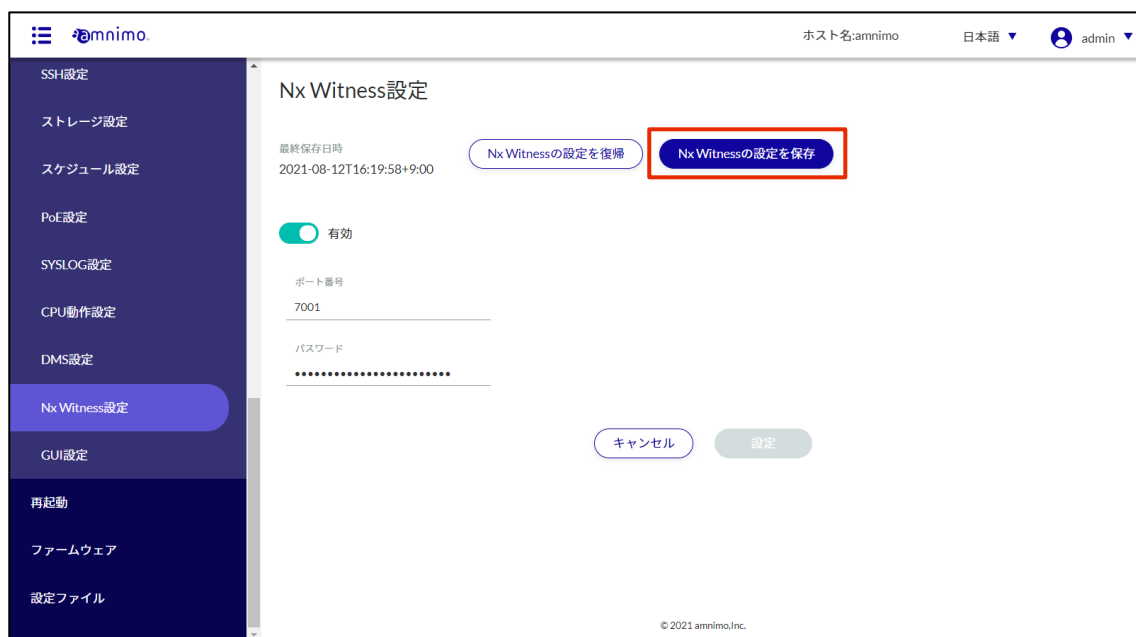 amnimo.
ホスト名:amnimo
日本語
admin
SSH設定
ストレージ設定
スケジュール設定
PoE設定
SYSLOG設定
CPU動作設定
DMS設定
Nx Witness設定
GUI設定
再起動
ファームウェア
設定ファイル
Nx Witness設定
最終保存日時
2021-08-12T16:19:58+9:00
Nx Witnessの設定を復帰
Nx Witnessの設定を保存
有効
ポート番号
7001
パスワード
••••••••••••••••••••••••
キャンセル
設定
© 2021 amnimo,Inc.